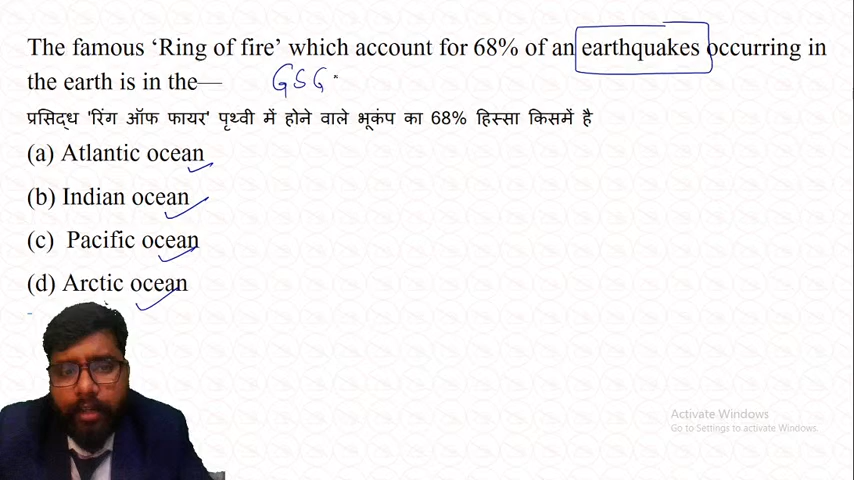 The famous ‘Ring of fire’ which account for 68% of an earthquakes occurring in
the earth is in the— GSG
प्रसिद्ध 'रिंग ऑफ फायर' पृथ्वी में होने वाले भूकंप का 68% हिस्सा किसमें है
(a) Atlantic ocean
(b) Indian ocean
(c) Pacific ocean
(d) Arctic ocean
Activate Windows
Go to Settings to activate Windows.